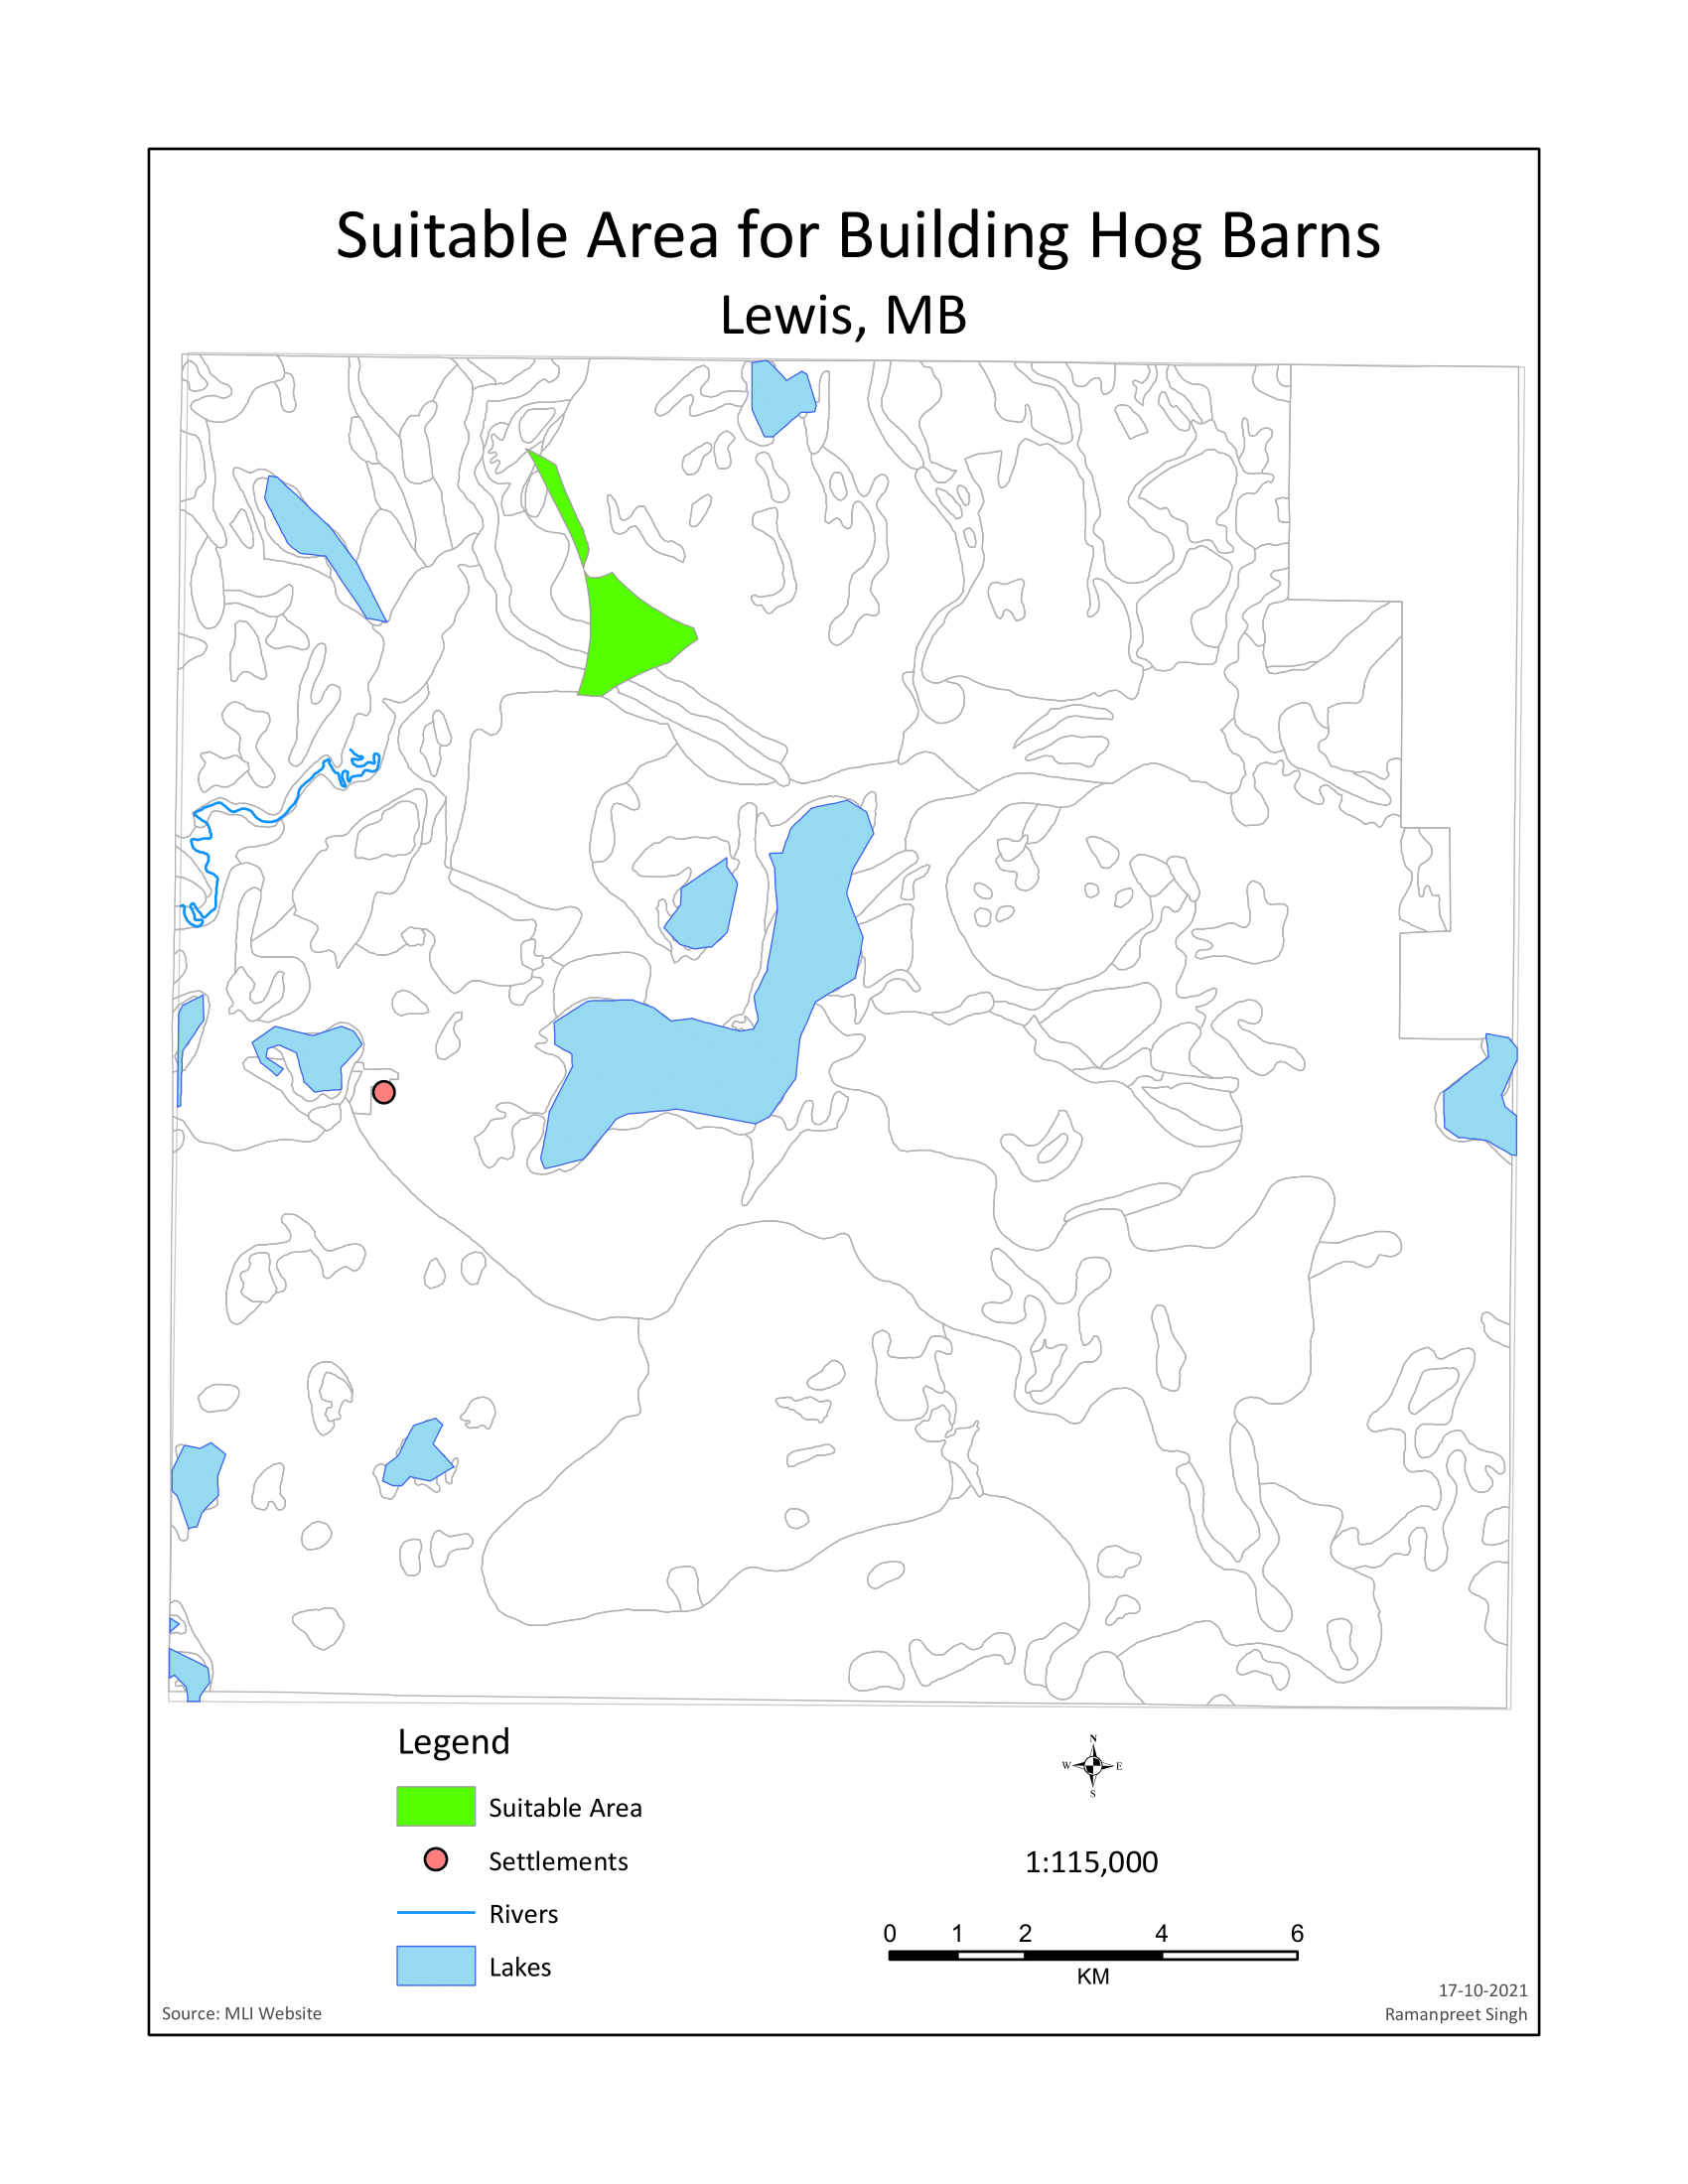 Suitable Area for Building Hog Barns
Lewis, MB
Legend
Suitable Area
Settlements
Rivers
Lakes
N
W E
S
1:115,000
0 1 2 4 6
KM
17-10-2021
Source: MLI Website
Ramanpreet Singh